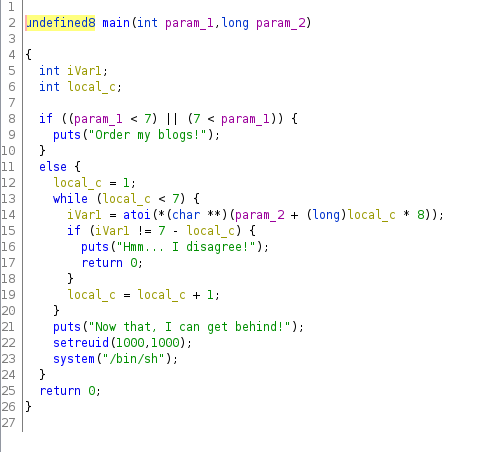 1
2 undefined8 main(int param_1,long param_2)
3
4 {
5   int iVar1;
6   int local_c;
7
8   if ((param_1 < 7) || (7 < param_1)) {
9     puts("Order my blogs!");
10   }
11   else {
12     local_c = 1;
13     while (local_c < 7) {
14       iVar1 = atoi(*(char **)(param_2 + (long)local_c * 8));
15       if (iVar1 != 7 - local_c) {
16         puts("Hmm... I disagree!");
17         return 0;
18       }
19       local_c = local_c + 1;
20     }
21     puts("Now that, I can get behind!");
22     setreuid(1000,1000);
23     system("/bin/sh");
24   }
25   return 0;
26 }
27